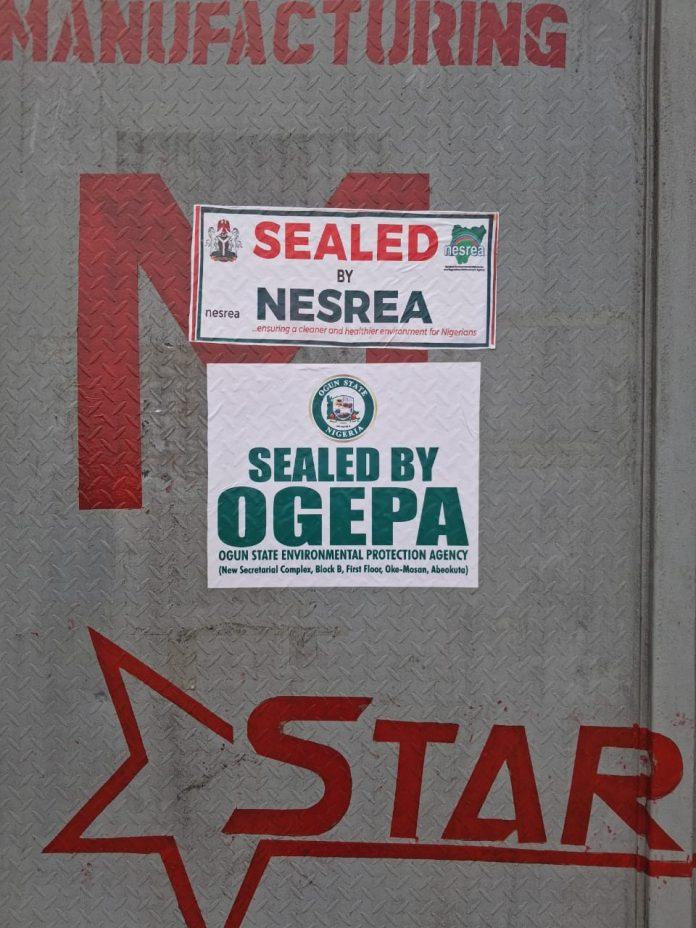 MANUFACTURING
M
SEALED
BY
NESREA
nesrea
nesrea
...ensuring a cleaner and healthier environment for Nigerians
OGUN STATE
NIGERIA
SEALED BY
OGEPA
OGUN STATE ENVIRONMENTAL PROTECTION AGENCY
(New Secretarial Complex, Block B, First Floor, Oke-Mosan, Abeokuta)
STAR